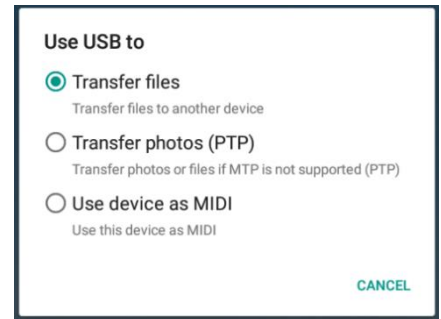 Use USB to
Transfer files
Transfer files to another device
Transfer photos (PTP)
Transfer photos or files if MTP is not supported (PTP)
Use device as MIDI
Use this device as MIDI
CANCEL